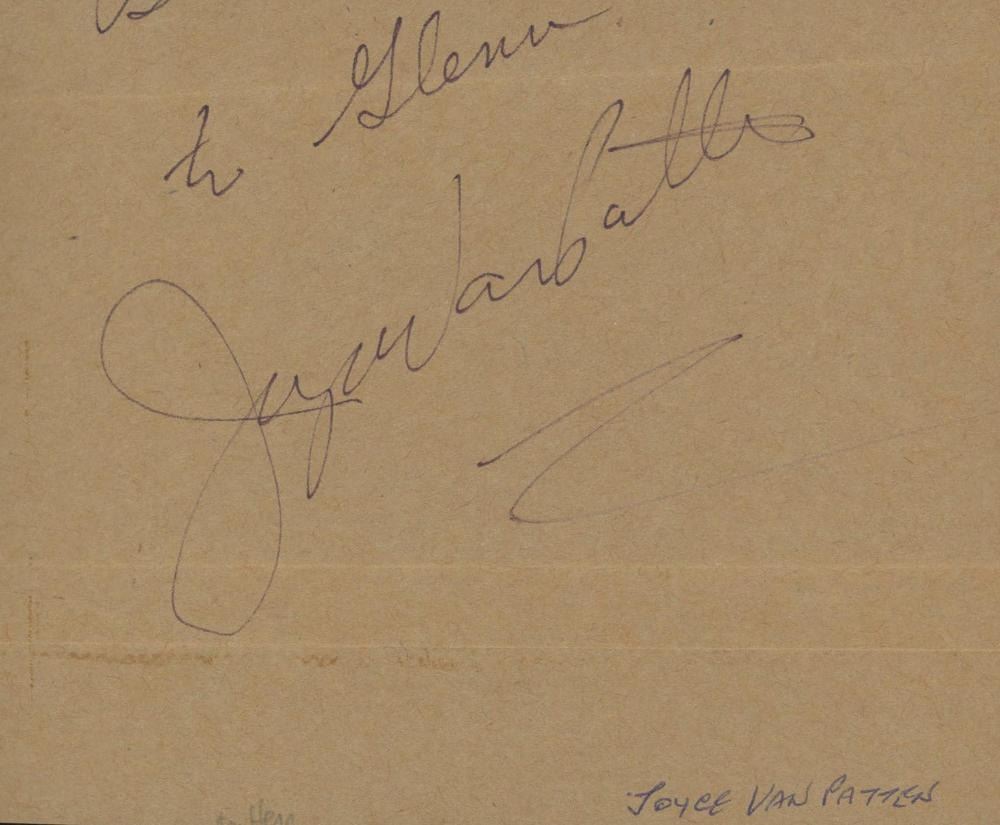 to Glenn
Joyce Van Patten
JOYCE VAN PATTEN